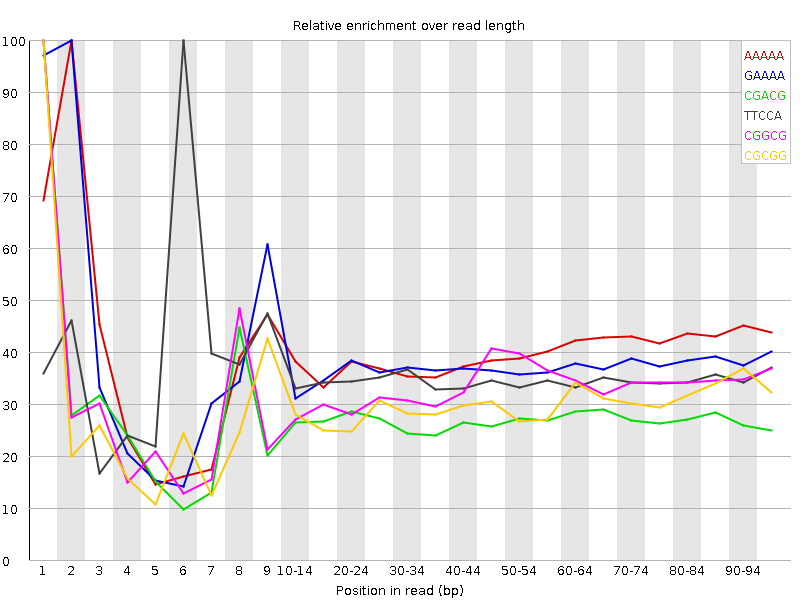 Relative enrichment over read length
100
90
80
70
60
50
40
30
20
10
0
AAAAA
GAAAA
CGACG
TTCCA
CGGCG
CGCGG
1 2 3 4 5 6 7 8 9 10-14 20-24 30-34 40-44 50-54 60-64 70-74 80-84 90-94
Position in read (bp)